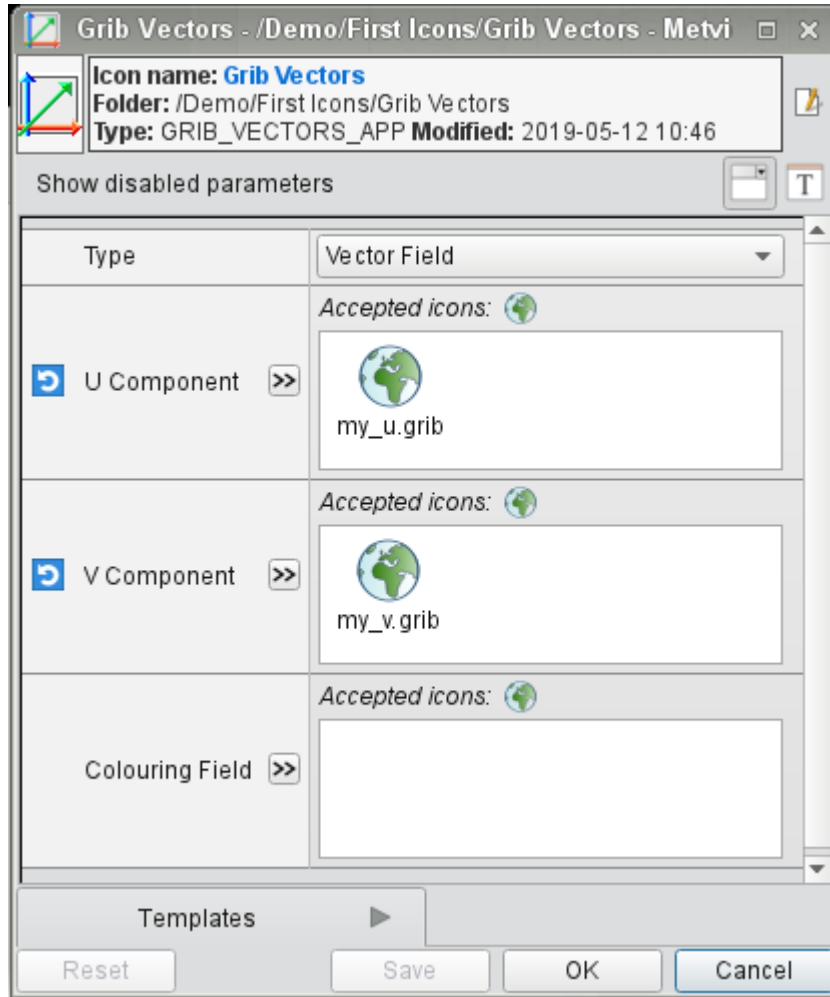 Grib Vectors - /Demo/First Icons/Grib Vectors - Metvi
Icon name: Grib Vectors
Folder: /Demo/First Icons/Grib Vectors
Type: GRIB_VECTORS_APP Modified: 2019-05-12 10:46
Show disabled parameters
T
Type
Vector Field
Accepted icons:
U Component >>
my_u.grib
Accepted icons:
V Component >>
my_v.grib
Accepted icons:
Colouring Field >>
Templates
Reset
Save
OK
Cancel